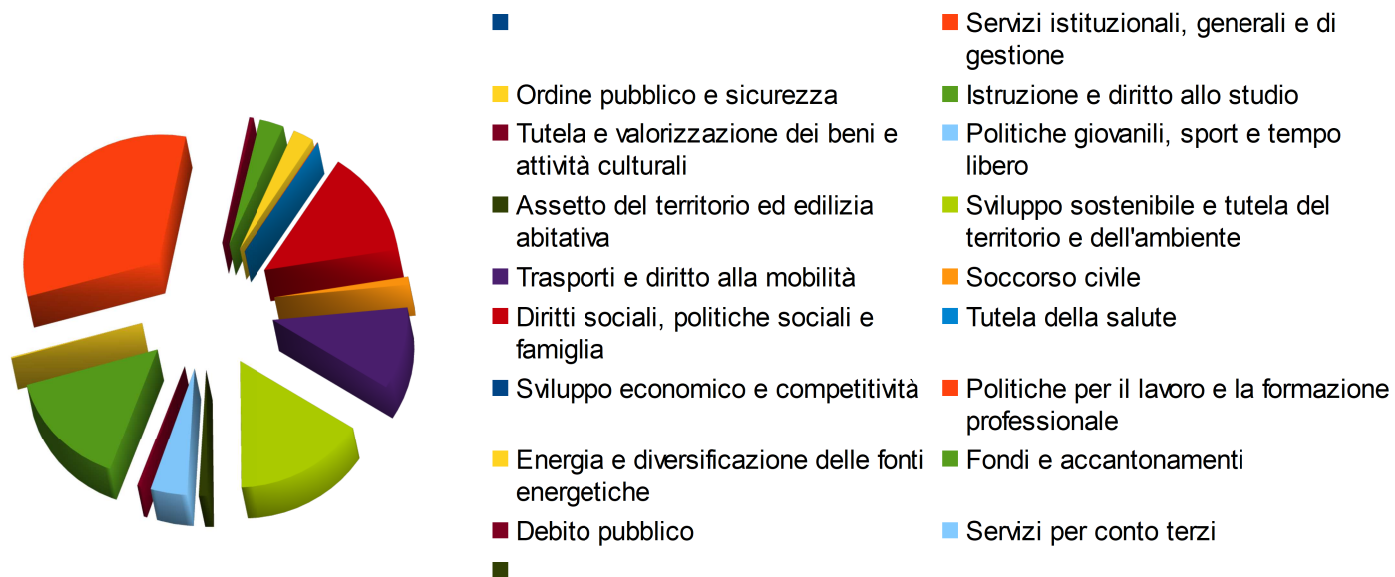 Servizi istituzionali, generali e di
gestione
Ordine pubblico e sicurezza
Istruzione e diritto allo studio
Tutela e valorizzazione dei beni e
attività culturali
Politiche giovanili, sport e tempo
libero
Assetto del territorio ed edilizia
abitativa
Sviluppo sostenibile e tutela del
territorio e dell'ambiente
Trasporti e diritto alla mobilità
Soccorso civile
Diritti sociali, politiche sociali e
famiglia
Tutela della salute
Sviluppo economico e competitività
Politiche per il lavoro e la formazione
professionale
Energia e diversificazione delle fonti
energetiche
Fondi e accantonamenti
Debito pubblico
Servizi per conto terzi